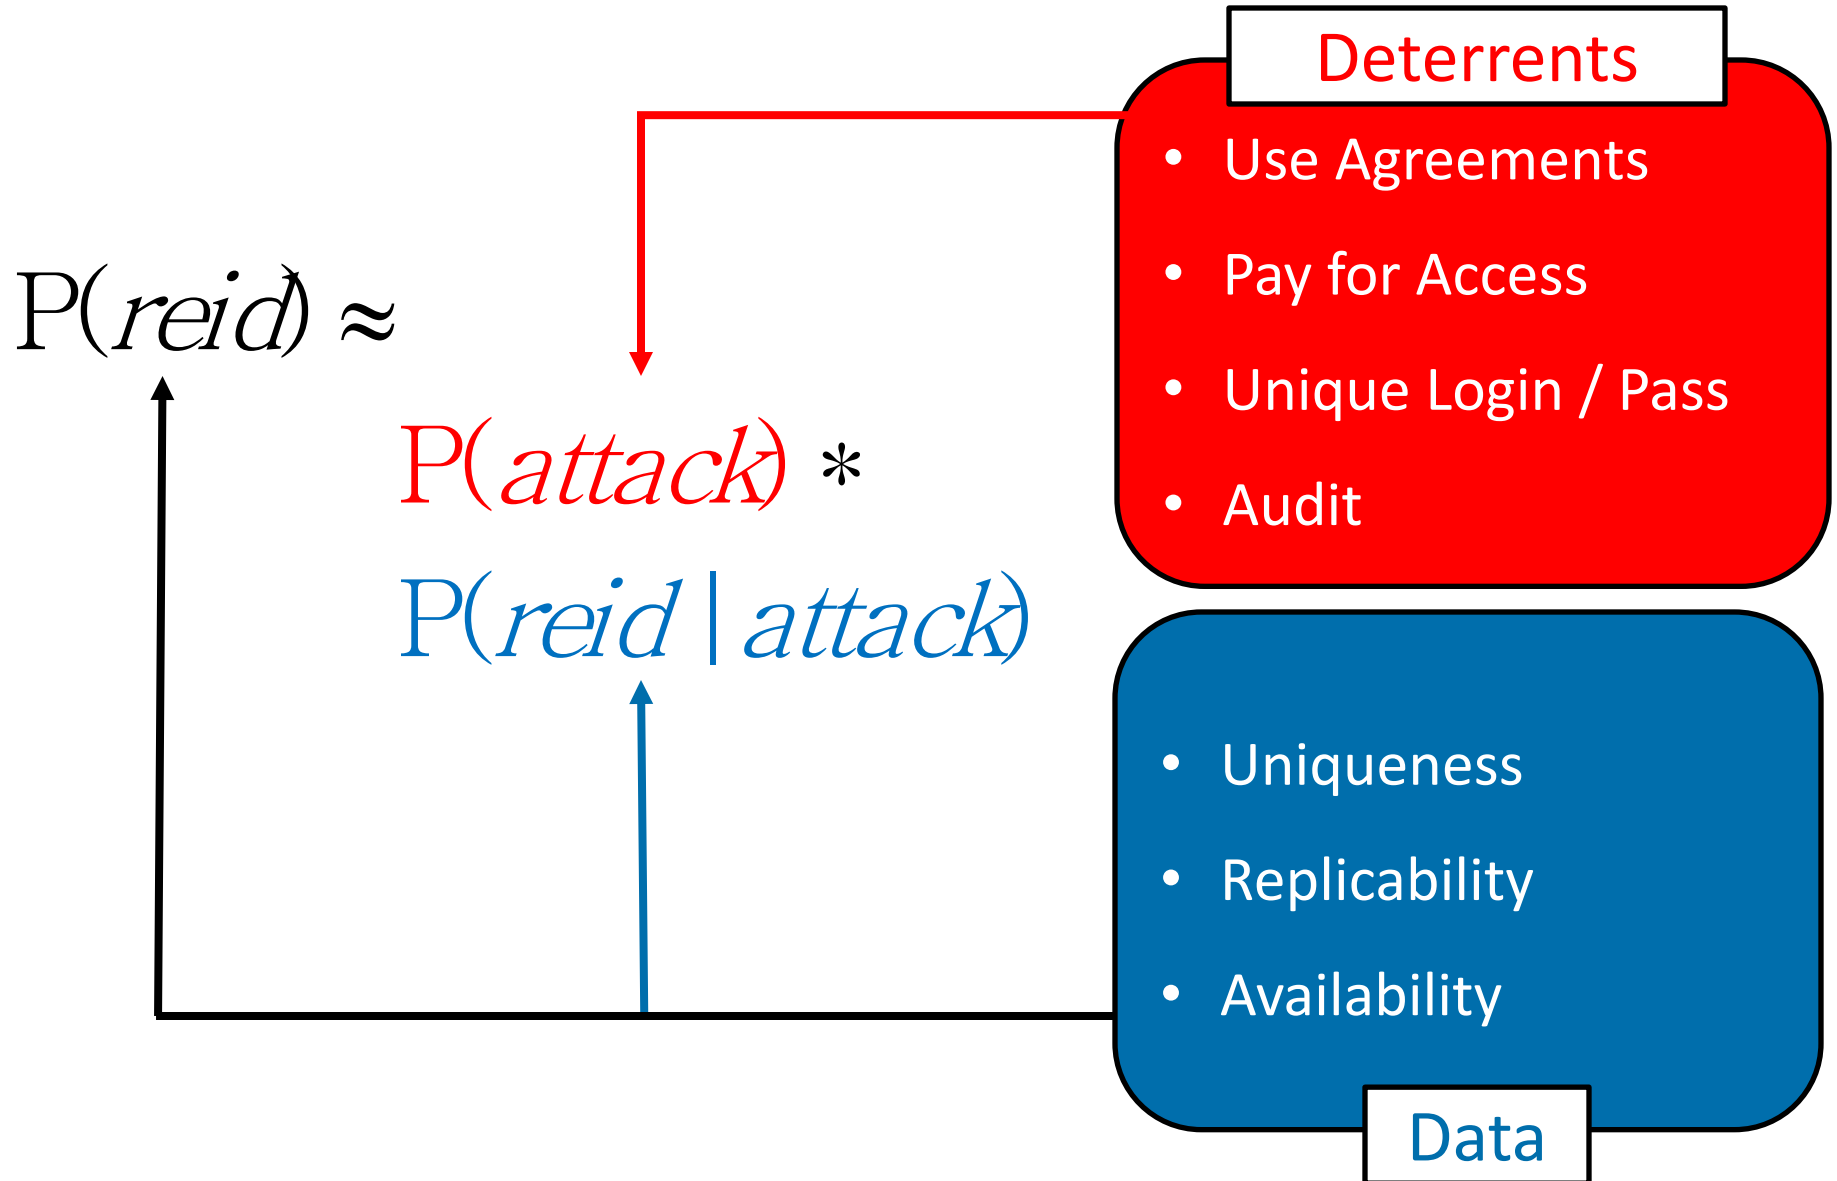 P(reid) ≈
P(attack) *
P(reid | attack)
Deterrents
• Use Agreements
• Pay for Access
• Unique Login / Pass
• Audit
• Uniqueness
• Replicability
• Availability
Data